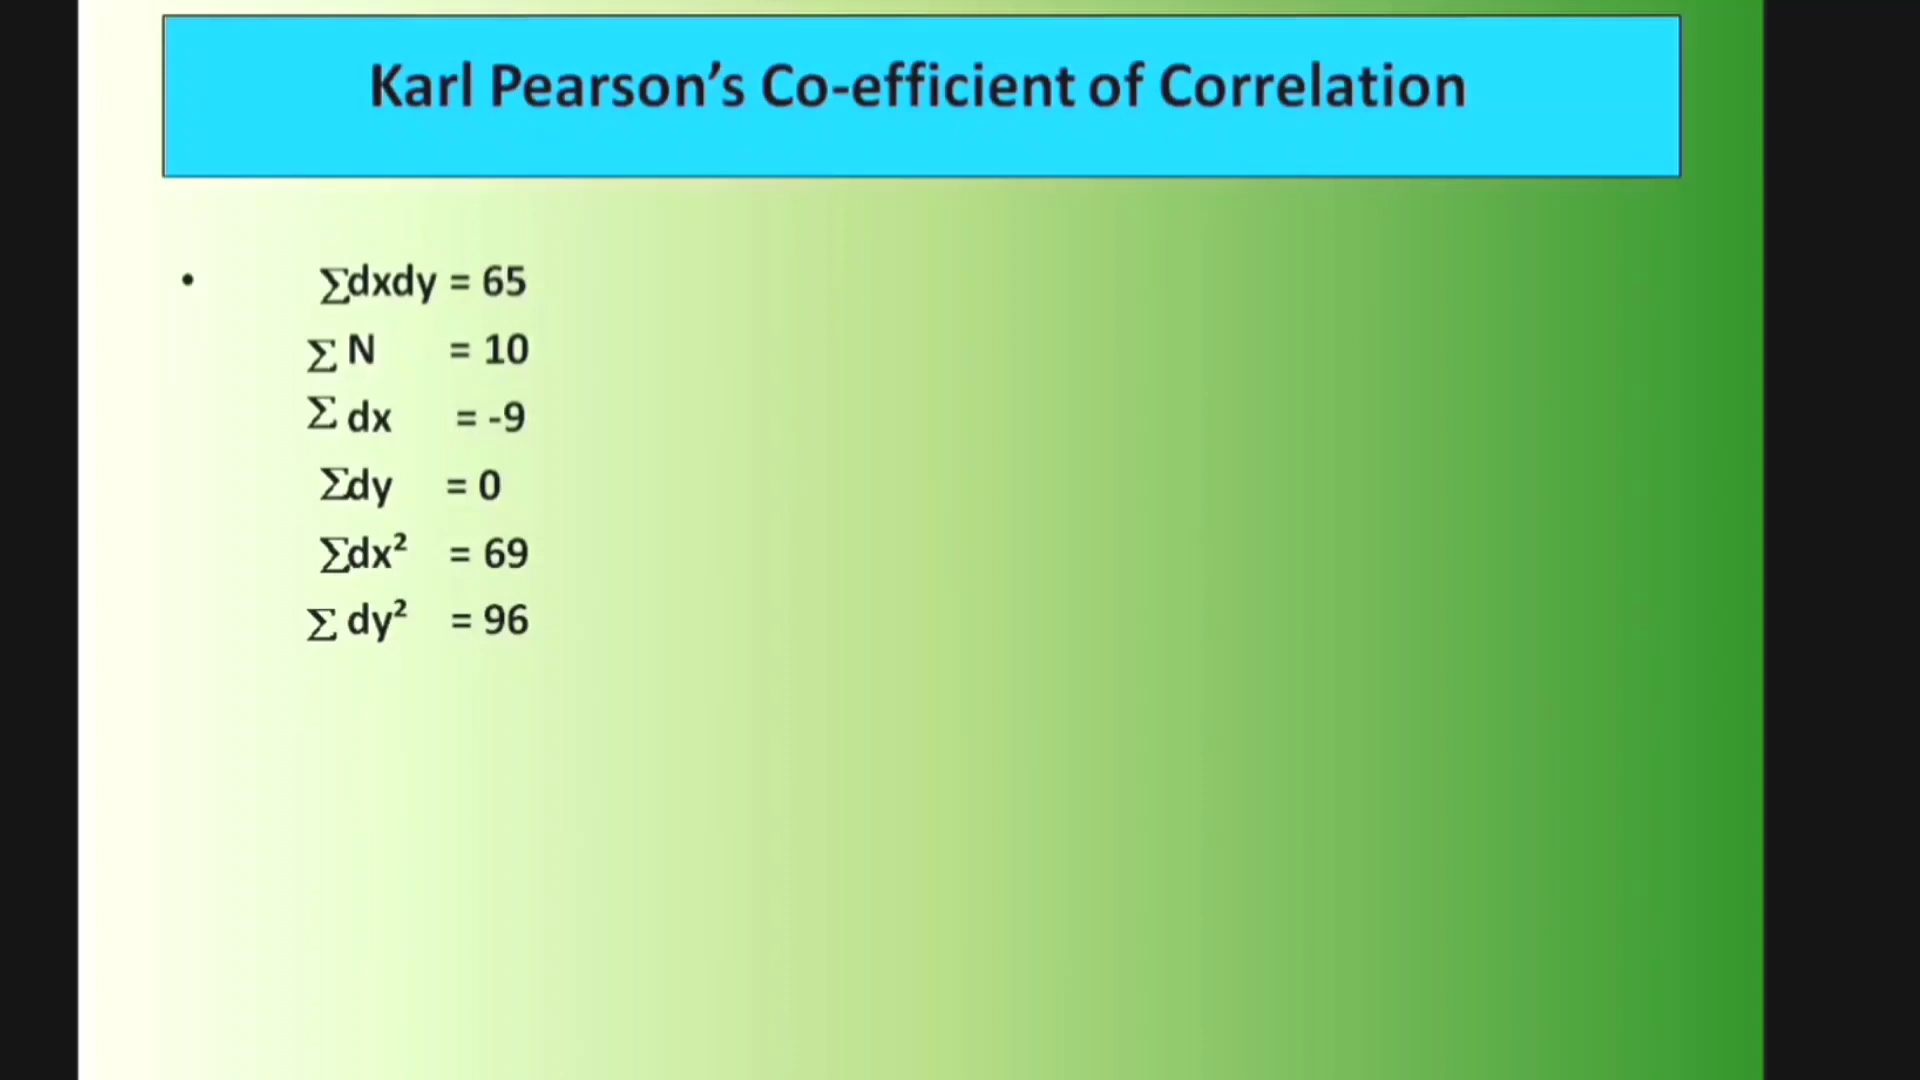 Karl Pearson’s Co-efficient of Correlation
• ∑dxdy = 65
∑ N = 10
∑ dx = -9
∑dy = 0
∑dx² = 69
∑ dy² = 96